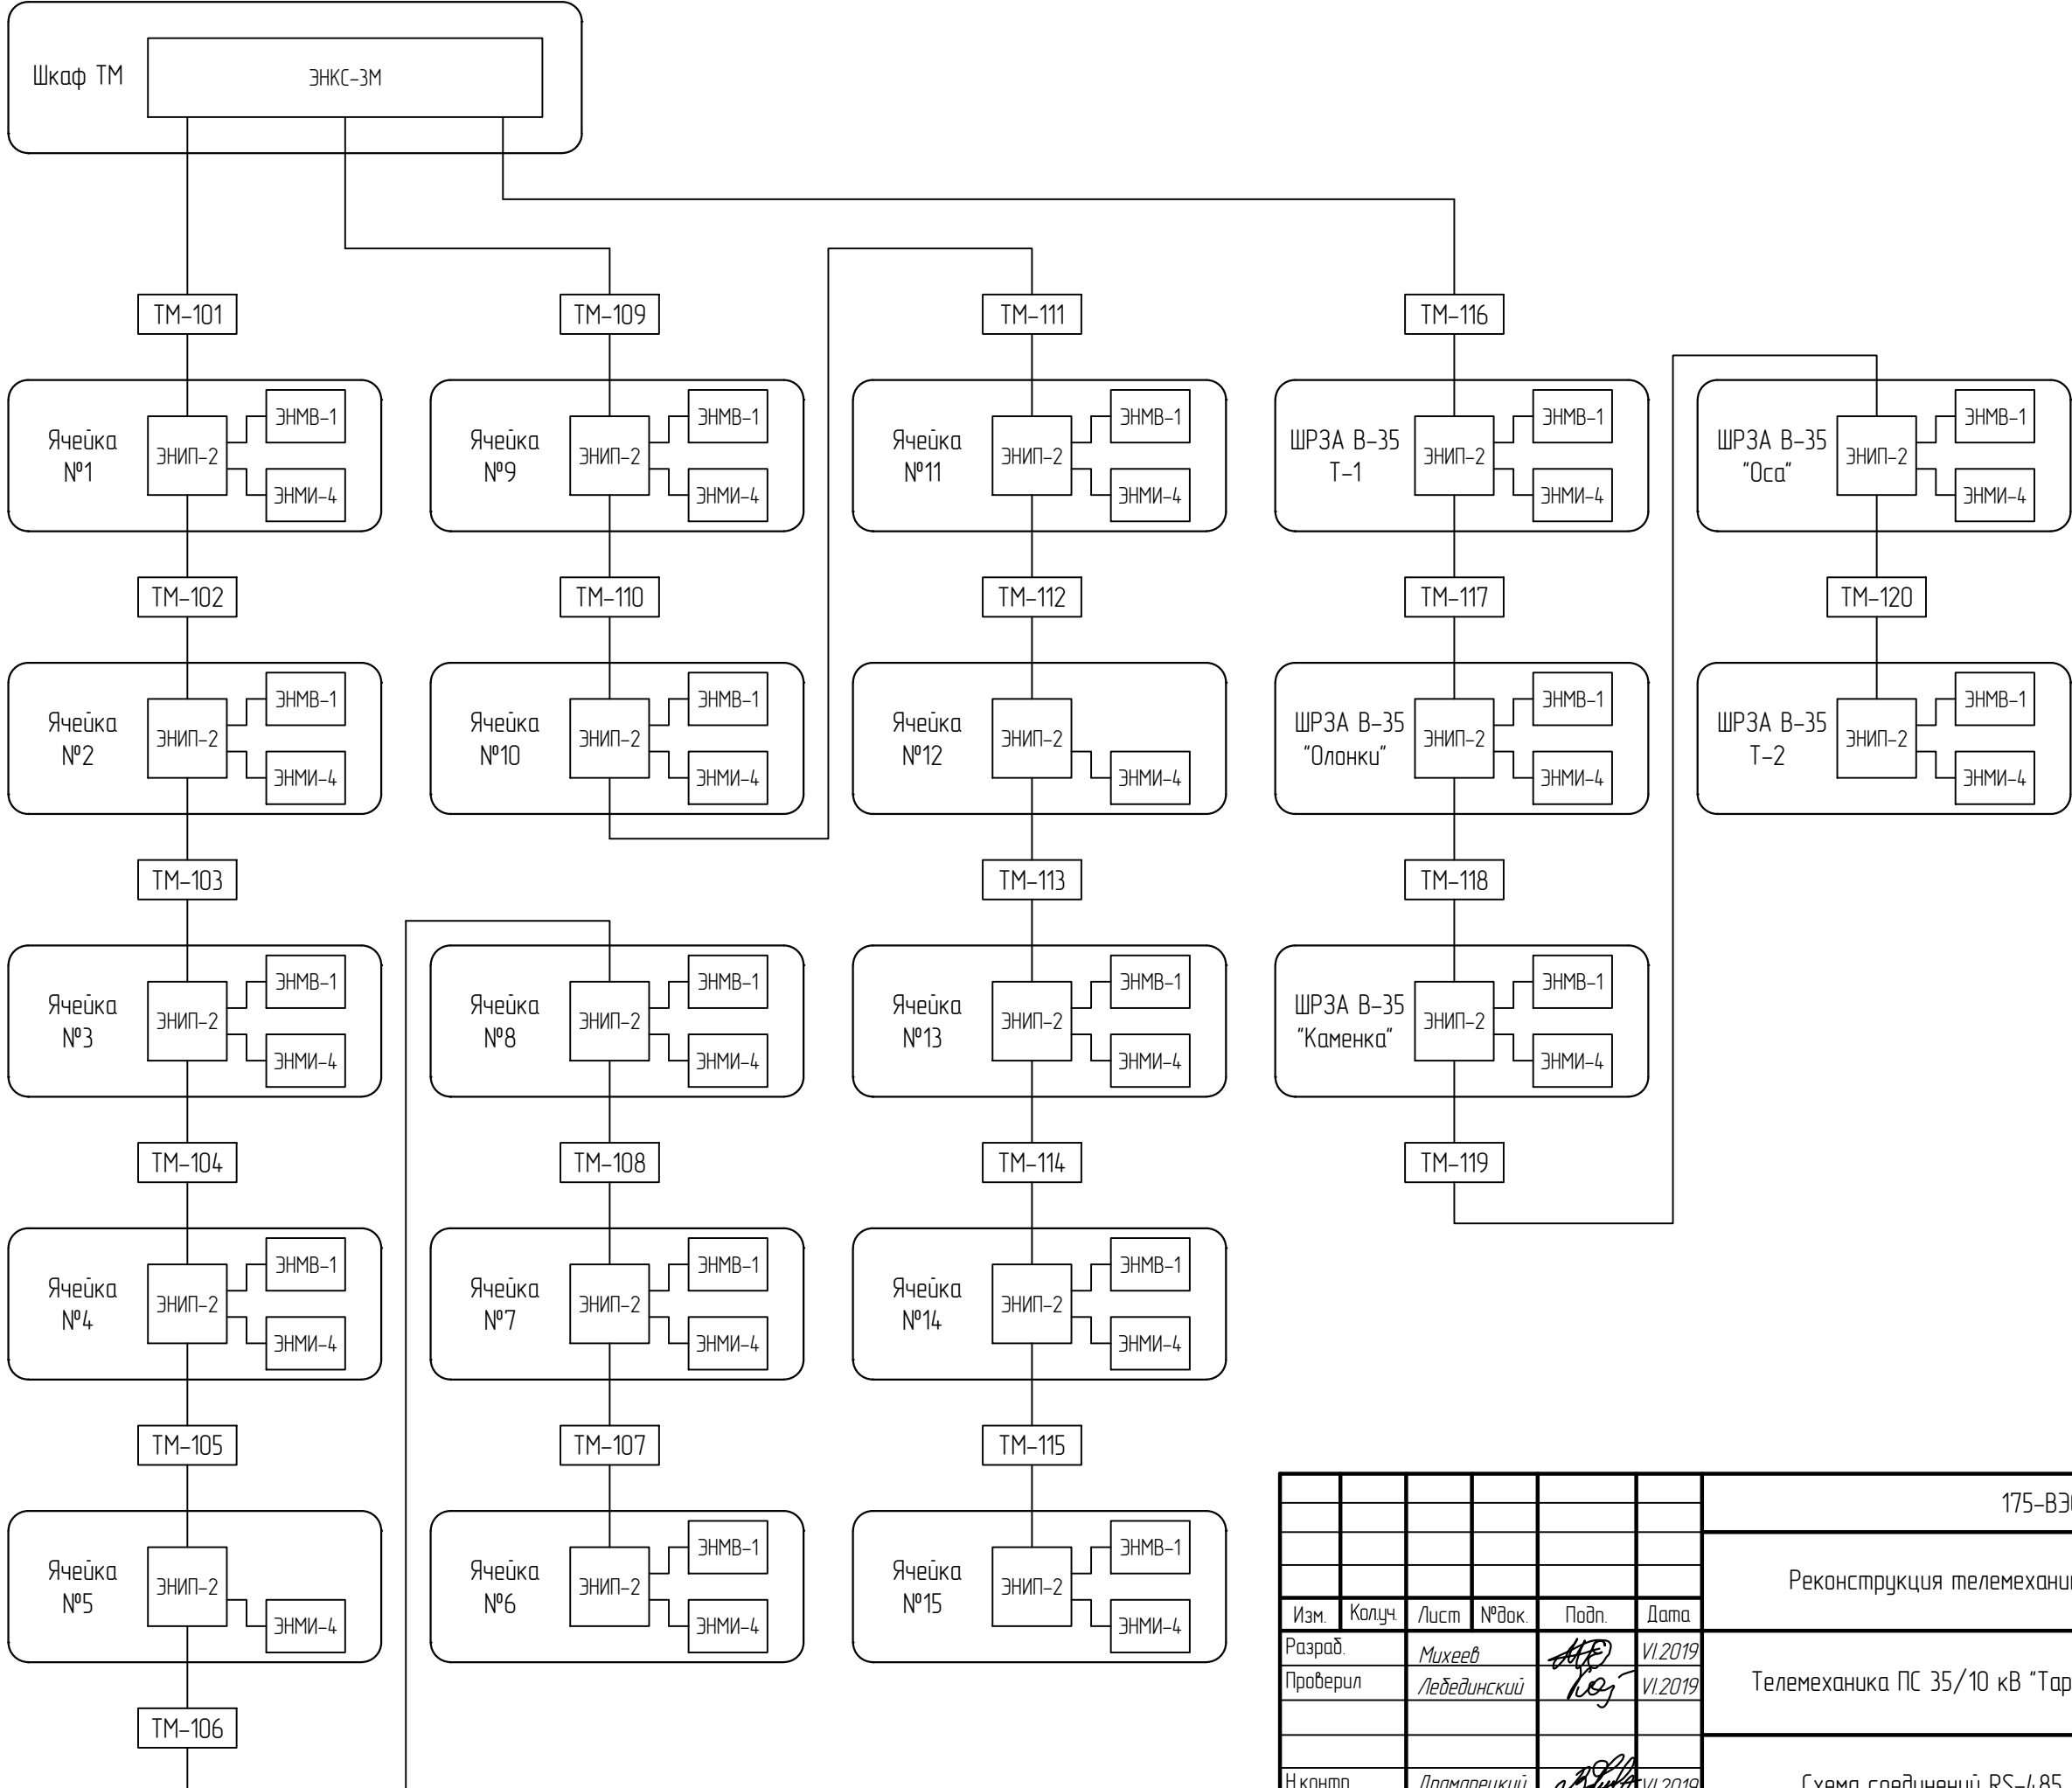 Шкаф ТМ
ЭНКС-3М
ТМ-101
ТМ-109
ТМ-111
ТМ-116
Ячейка
№1
ЭНИП-2
ЭНМВ-1
ЭНМИ-4
Ячейка
№9
ЭНИП-2
ЭНМВ-1
ЭНМИ-4
Ячейка
№11
ЭНИП-2
ЭНМВ-1
ЭНМИ-4
ШРЗА В-35
Т-1
ЭНИП-2
ЭНМВ-1
ЭНМИ-4
ШРЗА В-35
"Оса"
ЭНИП-2
ЭНМВ-1
ЭНМИ-4
ТМ-102
ТМ-110
ТМ-112
ТМ-117
ТМ-120
Ячейка
№2
ЭНИП-2
ЭНМВ-1
ЭНМИ-4
Ячейка
№10
ЭНИП-2
ЭНМВ-1
ЭНМИ-4
Ячейка
№12
ЭНИП-2
ЭНМИ-4
ШРЗА В-35
"Олонки"
ЭНИП-2
ЭНМВ-1
ЭНМИ-4
ШРЗА В-35
Т-2
ЭНИП-2
ЭНМВ-1
ЭНМИ-4
ТМ-103
ТМ-113
ТМ-118
Ячейка
№3
ЭНИП-2
ЭНМВ-1
ЭНМИ-4
Ячейка
№8
ЭНИП-2
ЭНМВ-1
ЭНМИ-4
Ячейка
№13
ЭНИП-2
ЭНМВ-1
ЭНМИ-4
ШРЗА В-35
"Каменка"
ЭНИП-2
ЭНМВ-1
ЭНМИ-4
ТМ-104
ТМ-108
ТМ-114
ТМ-119
Ячейка
№4
ЭНИП-2
ЭНМВ-1
ЭНМИ-4
Ячейка
№7
ЭНИП-2
ЭНМВ-1
ЭНМИ-4
Ячейка
№14
ЭНИП-2
ЭНМВ-1
ЭНМИ-4
ТМ-105
ТМ-107
ТМ-115
Ячейка
№5
ЭНИП-2
ЭНМИ-4
Ячейка
№6
ЭНИП-2
ЭНМВ-1
ЭНМИ-4
Ячейка
№15
ЭНИП-2
ЭНМВ-1
ЭНМИ-4
ТМ-106
175-ВЭ
Реконструкция телемехани
Изм. Кол.уч. Лист №док. Подп. Дата
Разраб. Михеев VI.2019
Проверил Лебединский VI.2019
Телемеханика ПС 35/10 кВ "Тар
Н.контр. Драмарецкий VI.2019
Схема соединений RS-485